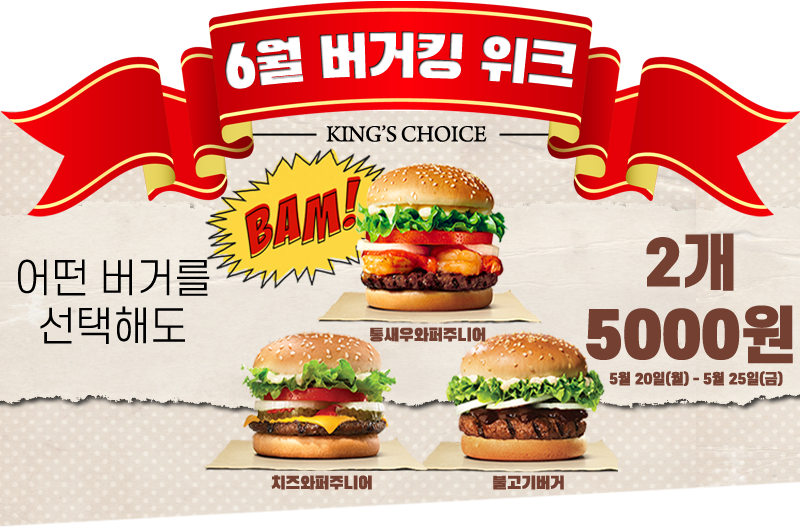 6월 버거킹 위크
KING'S CHOICE
BAM!
어떤 버거를
선택해도
2개
5000원
5월 20일(월) - 5월 25일(금)
통새우와퍼주니어
치즈와퍼주니어
불고기버거